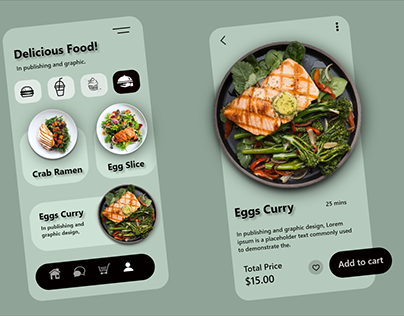 Delicious Food!
In publishing and graphic.
Crab Ramen
Egg Slice
Eggs Curry
In publishing and
graphic design,
Eggs Curry
25 mins
In publishing and graphic design, Lorem
ipsum is a placeholder text commonly used
to demonstrate the.
Total Price
$15.00
Add to cart